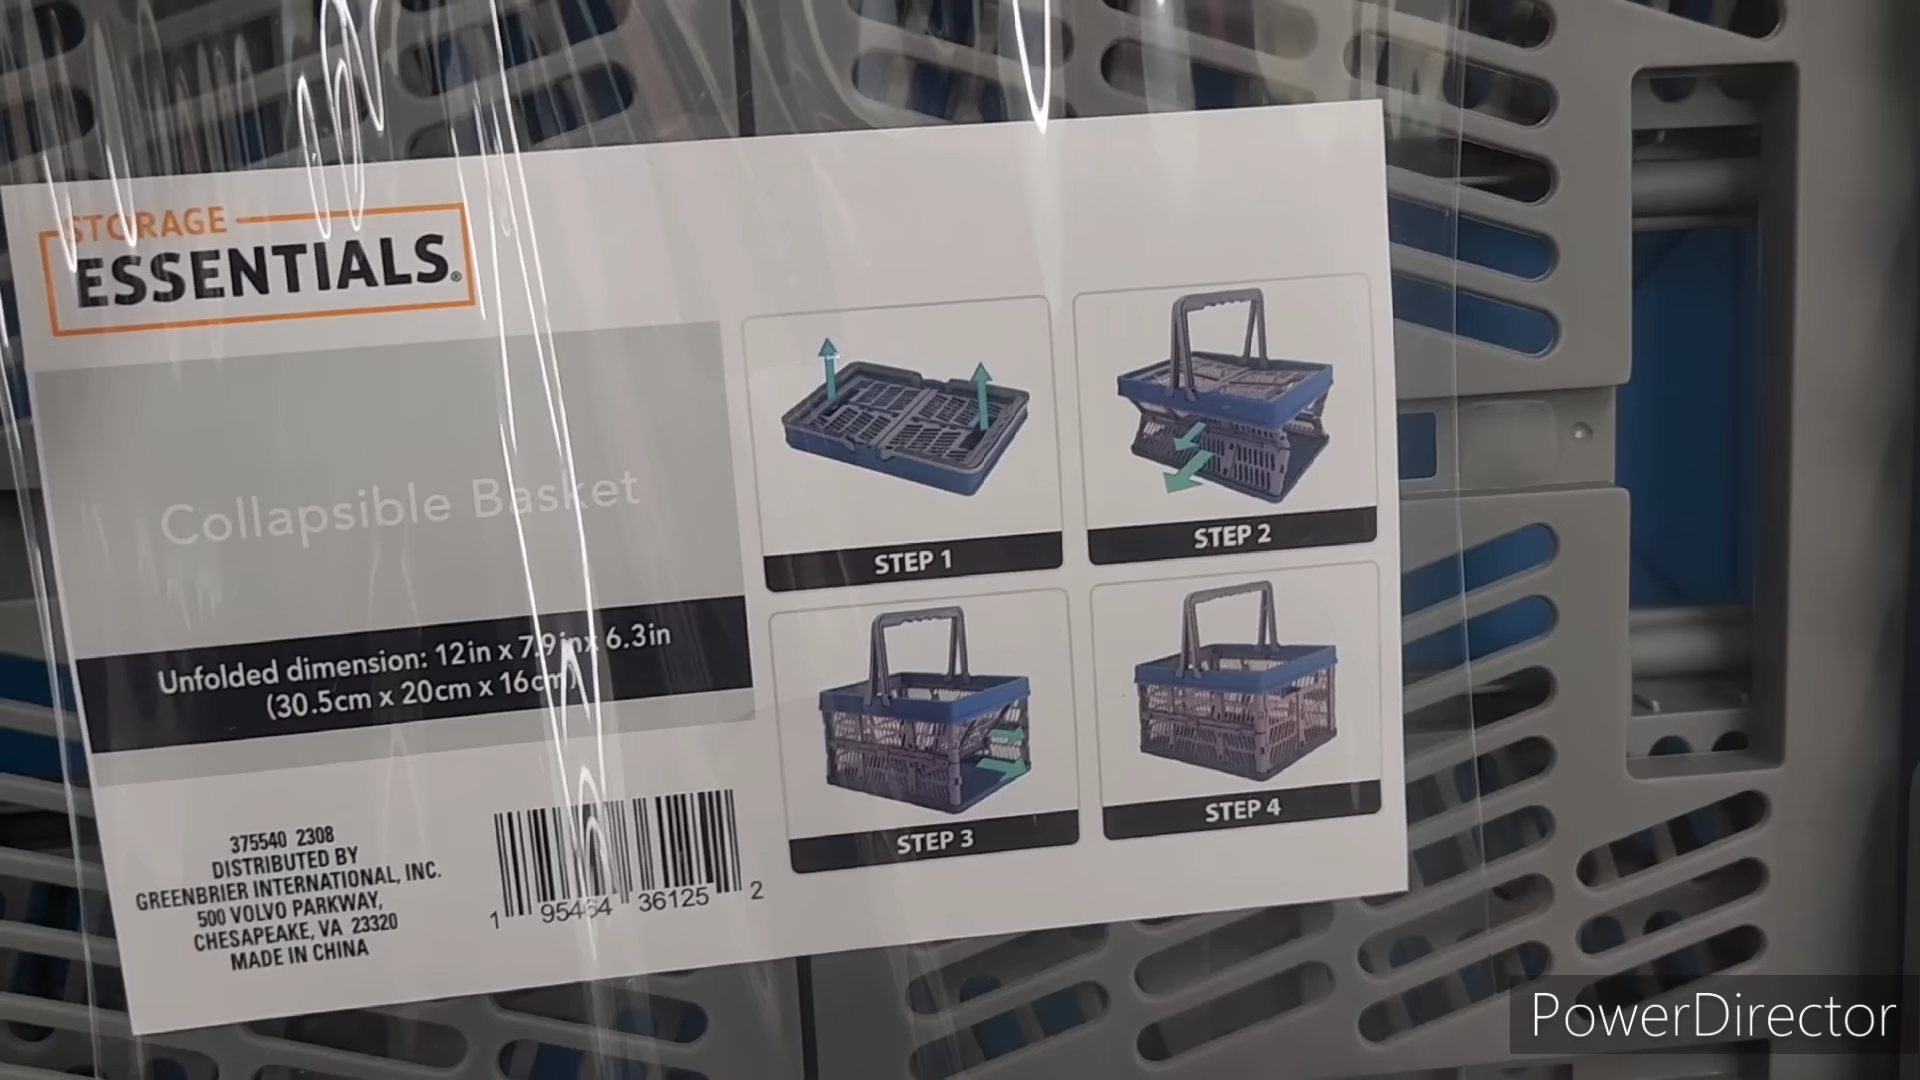 STORAGE
ESSENTIALS®
Collapsible Basket
Unfolded dimension: 12in x 7.9in x 6.3in
(30.5cm x 20cm x 16cm)
375540 2308
DISTRIBUTED BY
GREENBRIER INTERNATIONAL, INC.
500 VOLVO PARKWAY,
CHESAPEAKE, VA 23320
MADE IN CHINA
1 95464 36125 2
STEP 1
STEP 2
STEP 3
STEP 4
PowerDirector